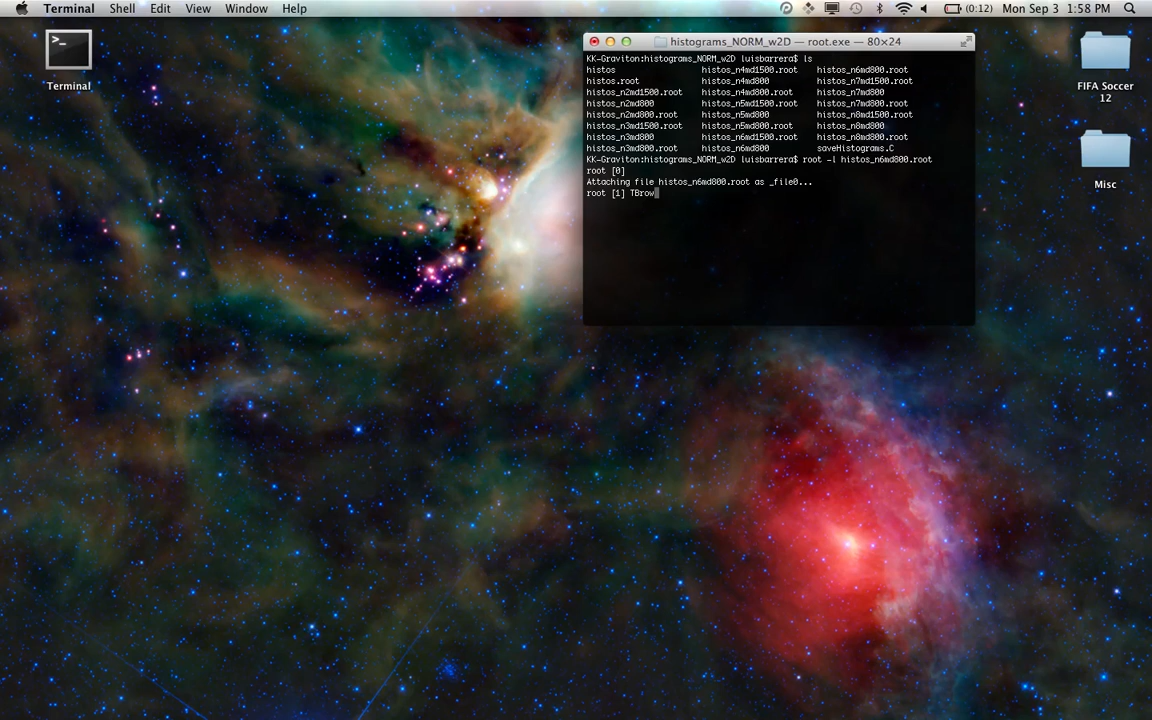 Terminal Shell Edit View Window Help (0:12) Mon Sep 3 1:58 PM
Terminal
histograms_NORM_w2D — root.exe — 80×24
KK-Graviton:histograms_NORM_w2D luisbarrera$ ls
histos histos_n4md1500.root histos_n6md800.root
histos.root histos_n4md800 histos_n7md1500.root
histos_n2md1500.root histos_n4md800.root histos_n7md800
histos_n2md800 histos_n5md1500.root histos_n7md800.root
histos_n2md800.root histos_n5md800 histos_n8md1500.root
histos_n3md1500.root histos_n5md800.root histos_n8md800
histos_n3md800 histos_n6md1500.root histos_n8md800.root
histos_n3md800.root histos_n6md800 saveHistograms.C
KK-Graviton:histograms_NORM_w2D luisbarrera$ root -l histos_n6md800.root
root [0]
Attaching file histos_n6md800.root as _file0...
root [1] TBrow
FIFA Soccer
12
Misc